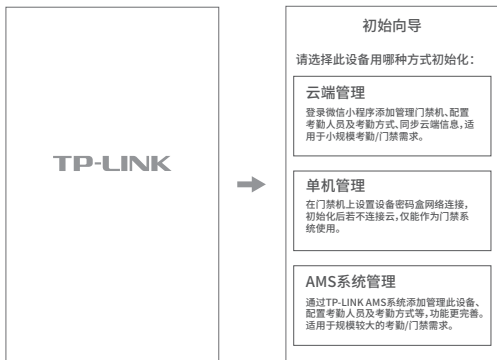 TP-LINK
初始向导
请选择此设备用哪种方式初始化：
云端管理
登录微信小程序添加管理门禁机、配置
考勤人员及考勤方式、同步云端信息，适
用于小规模考勤/门禁需求。
单机管理
在门禁机上设置设备密码盒网络连接，
初始化后若不连接云，仅能作为门禁系
统使用。
AMS系统管理
通过TP-LINK AMS系统添加管理此设备、
配置考勤人员及考勤方式等，功能更完善。
适用于规模较大的考勤/门禁需求。